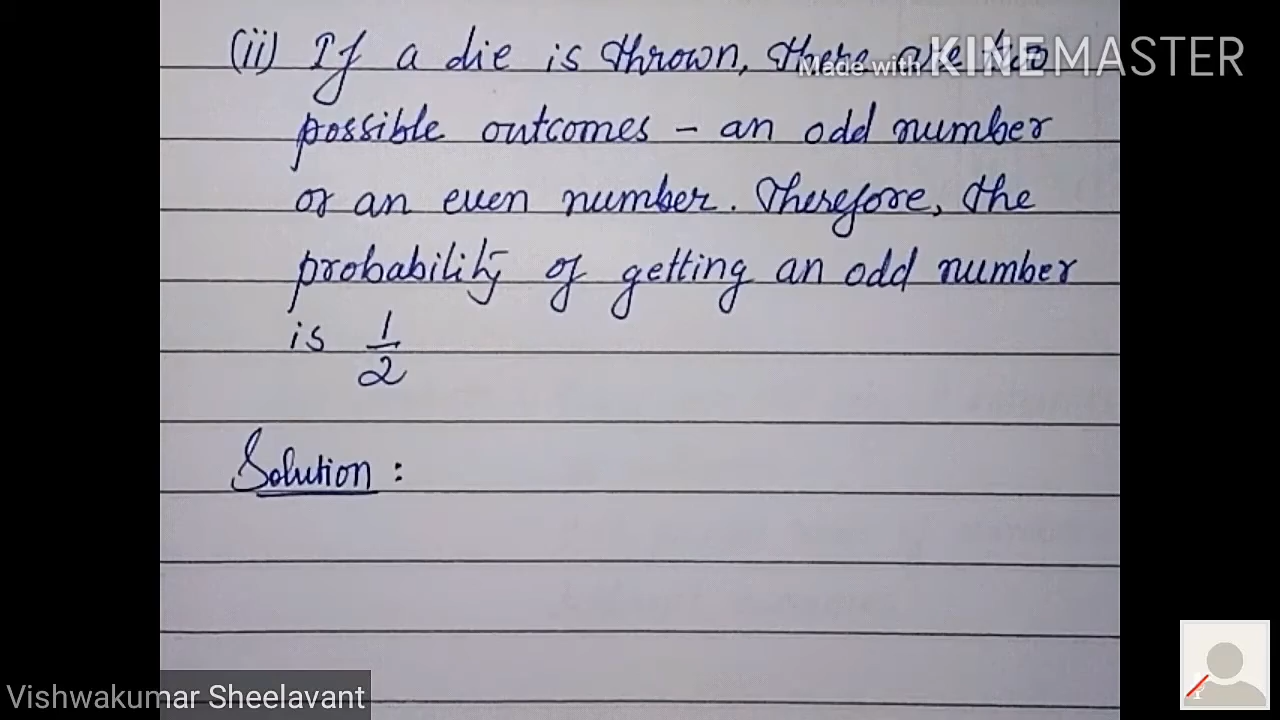 (ii) If a die is thrown, there are two
Made with KINEMASTER
possible outcomes - an odd number
or an even number. Therefore, the
probability of getting an odd number
is 1/2
Solution :
Vishwakumar Sheelavant